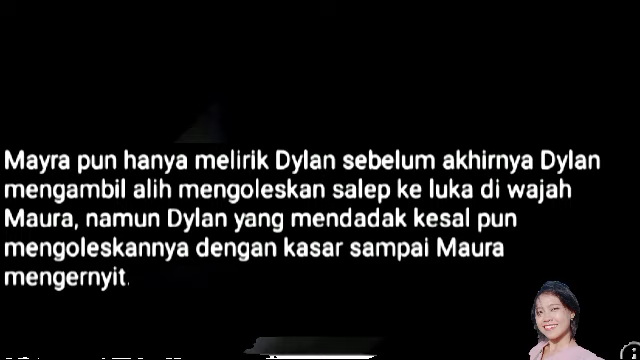 Mayra pun hanya melirik Dylan sebelum akhirnya Dylan
mengambil alih mengoleskan salep ke luka di wajah
Maura, namun Dylan yang mendadak kesal pun
mengoleskannya dengan kasar sampai Maura
mengernyit.